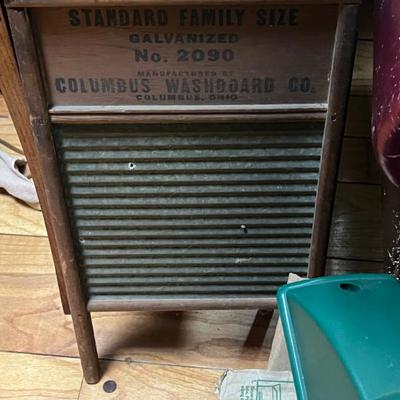 STANDARD FAMILY SIZE
GALVANIZED
No. 2090
MANUFACTURED BY
COLUMBUS WASHBOARD CO.
COLUMBUS, OHIO